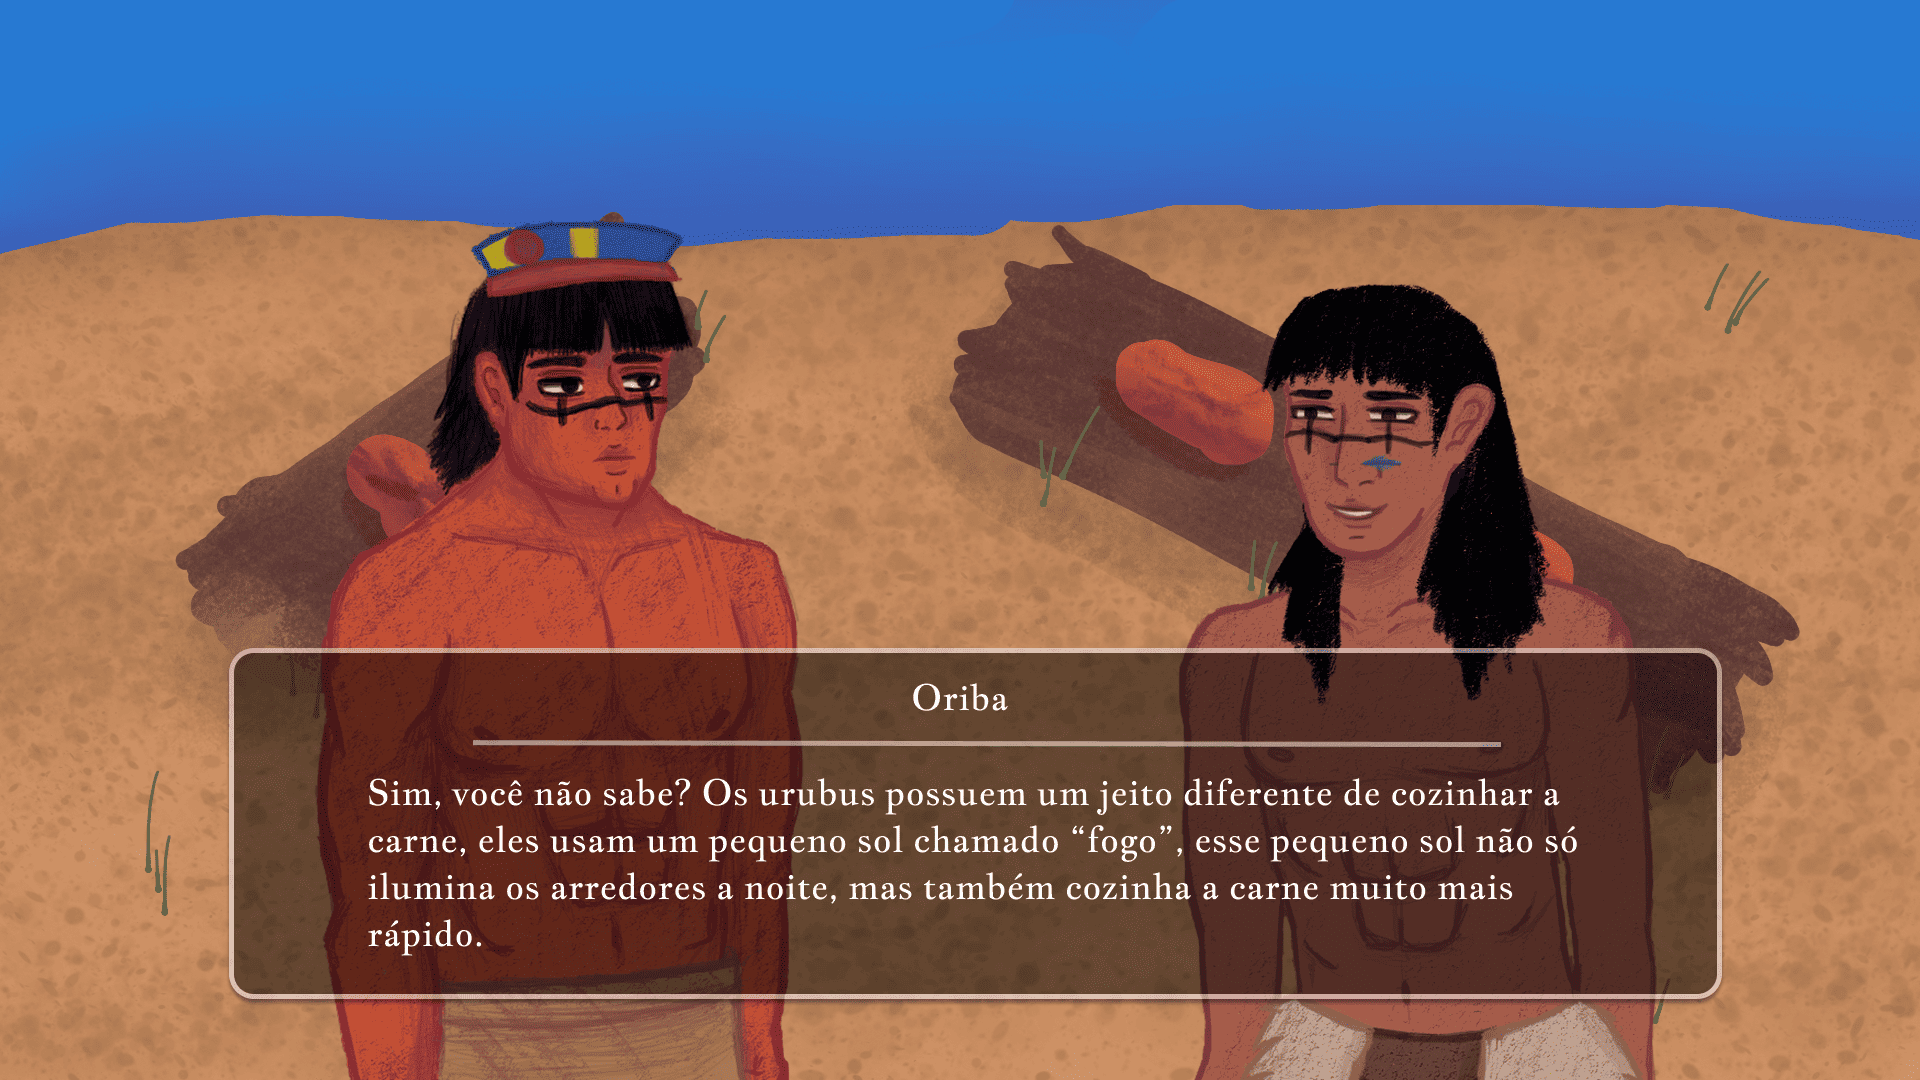 Oriba
Sim, você não sabe? Os urubus possuem um jeito diferente de cozinhar a
carne, eles usam um pequeno sol chamado “fogo”, esse pequeno sol não só
ilumina os arredores a noite, mas também cozinha a carne muito mais
rápido.